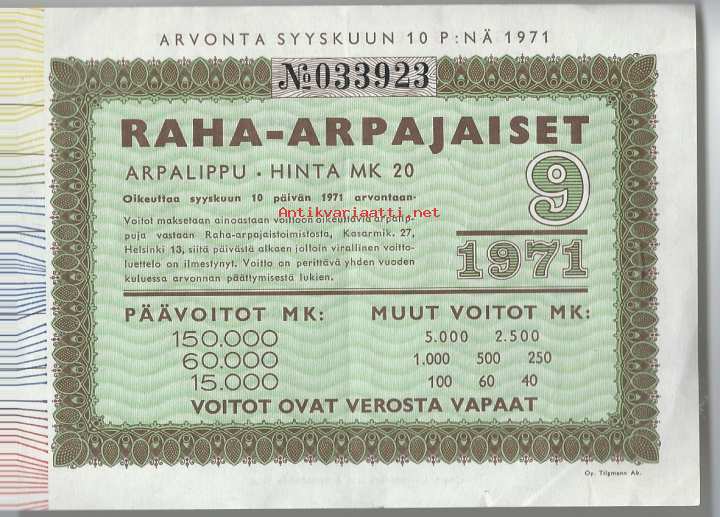 ARVONTA SYYSKUUN 10 P:NÄ 1971
№033923
RAHA-ARPAJAISET
ARPALIPPU · HINTA MK 20
Oikeuttaa syyskuun 10 päivän 1971 arvontaan
Antikvariaatti.net
Voitot maksetaan ainoastaan voittoon oikeuttavia arpalip-
puja vastaan Raha-arpajaistoimistosta, Kasarmik. 27,
Helsinki 13, siitä päivästä alkaen jolloin virallinen voitto-
luettelo on ilmestynyt. Voitto on perittävä yhden vuoden
kuluessa arvonnan päättymisestä lukien.
9
1971
PÄÄVOITOT MK:
150.000
60.000
15.000
MUUT VOITOT MK:
5.000 2.500
1.000 500 250
100 60 40
VOITOT OVAT VEROSTA VAPAAT
Oy. Tilgmann Ab.